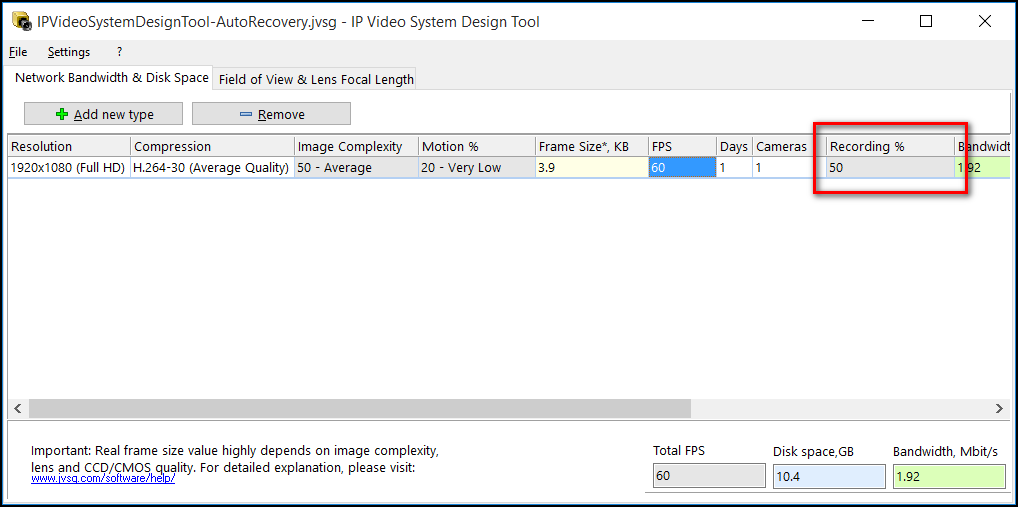 IPVideoSystemDesignTool-AutoRecovery.jvsg - IP Video System Design Tool
File Settings ?
Network Bandwidth & Disk Space Field of View & Lens Focal Length
Add new type Remove
Resolution Compression Image Complexity Motion % Frame Size*, KB FPS Days Cameras Recording % Bandwidt
1920x1080 (Full HD) H.264-30 (Average Quality) 50 - Average 20 - Very Low 3.9 60 1 1 50 1.92
Important: Real frame size value highly depends on image complexity,
lens and CCD/CMOS quality. For detailed explanation, please visit:
www.jvsg.com/software/help/
Total FPS Disk space,GB Bandwidth, Mbit/s
60 10.4 1.92